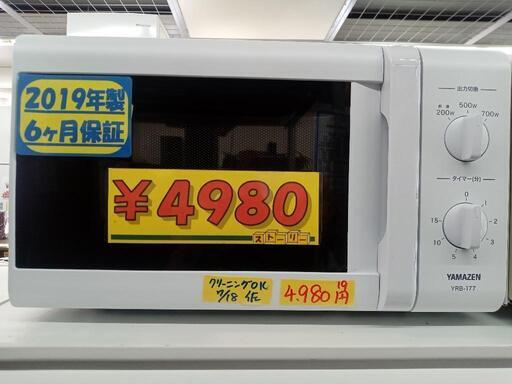 2019年製
6ヶ月保証
¥4980
ストーリー
クリーニングOK
7/18
4,980円
19
出力切換
500W
200W
700W
タイマー(分)
0
1
2
3
4
5
10
15
YAMAZEN
YRB-177